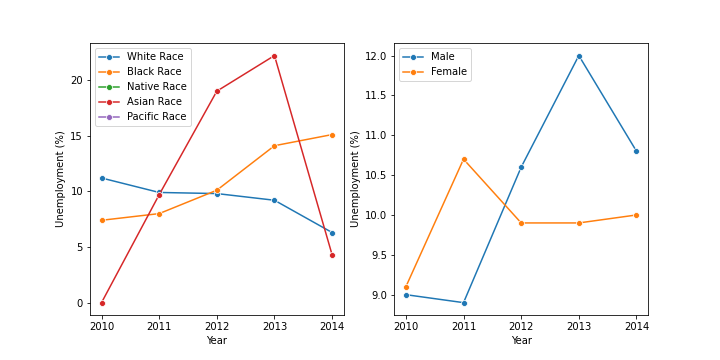 White Race
Black Race
Native Race
Asian Race
Pacific Race
Unemployment (%)
20
15
10
5
0
2010 2011 2012 2013 2014
Year
Male
Female
Unemployment (%)
12.0
11.5
11.0
10.5
10.0
9.5
9.0
2010 2011 2012 2013 2014
Year